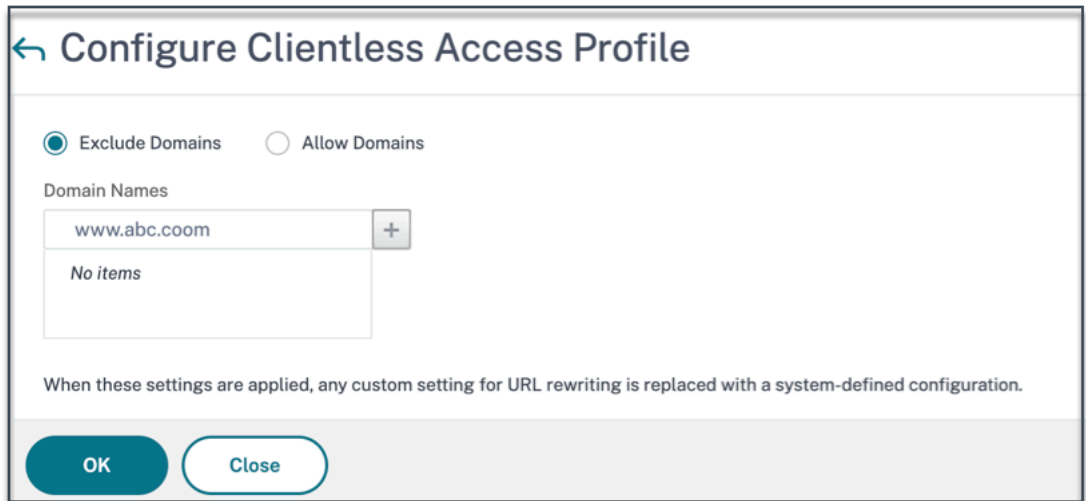 Configure Clientless Access Profile
Exclude Domains Allow Domains
Domain Names
www.abc.coom +
No items
When these settings are applied, any custom setting for URL rewriting is replaced with a system-defined configuration.
OK Close